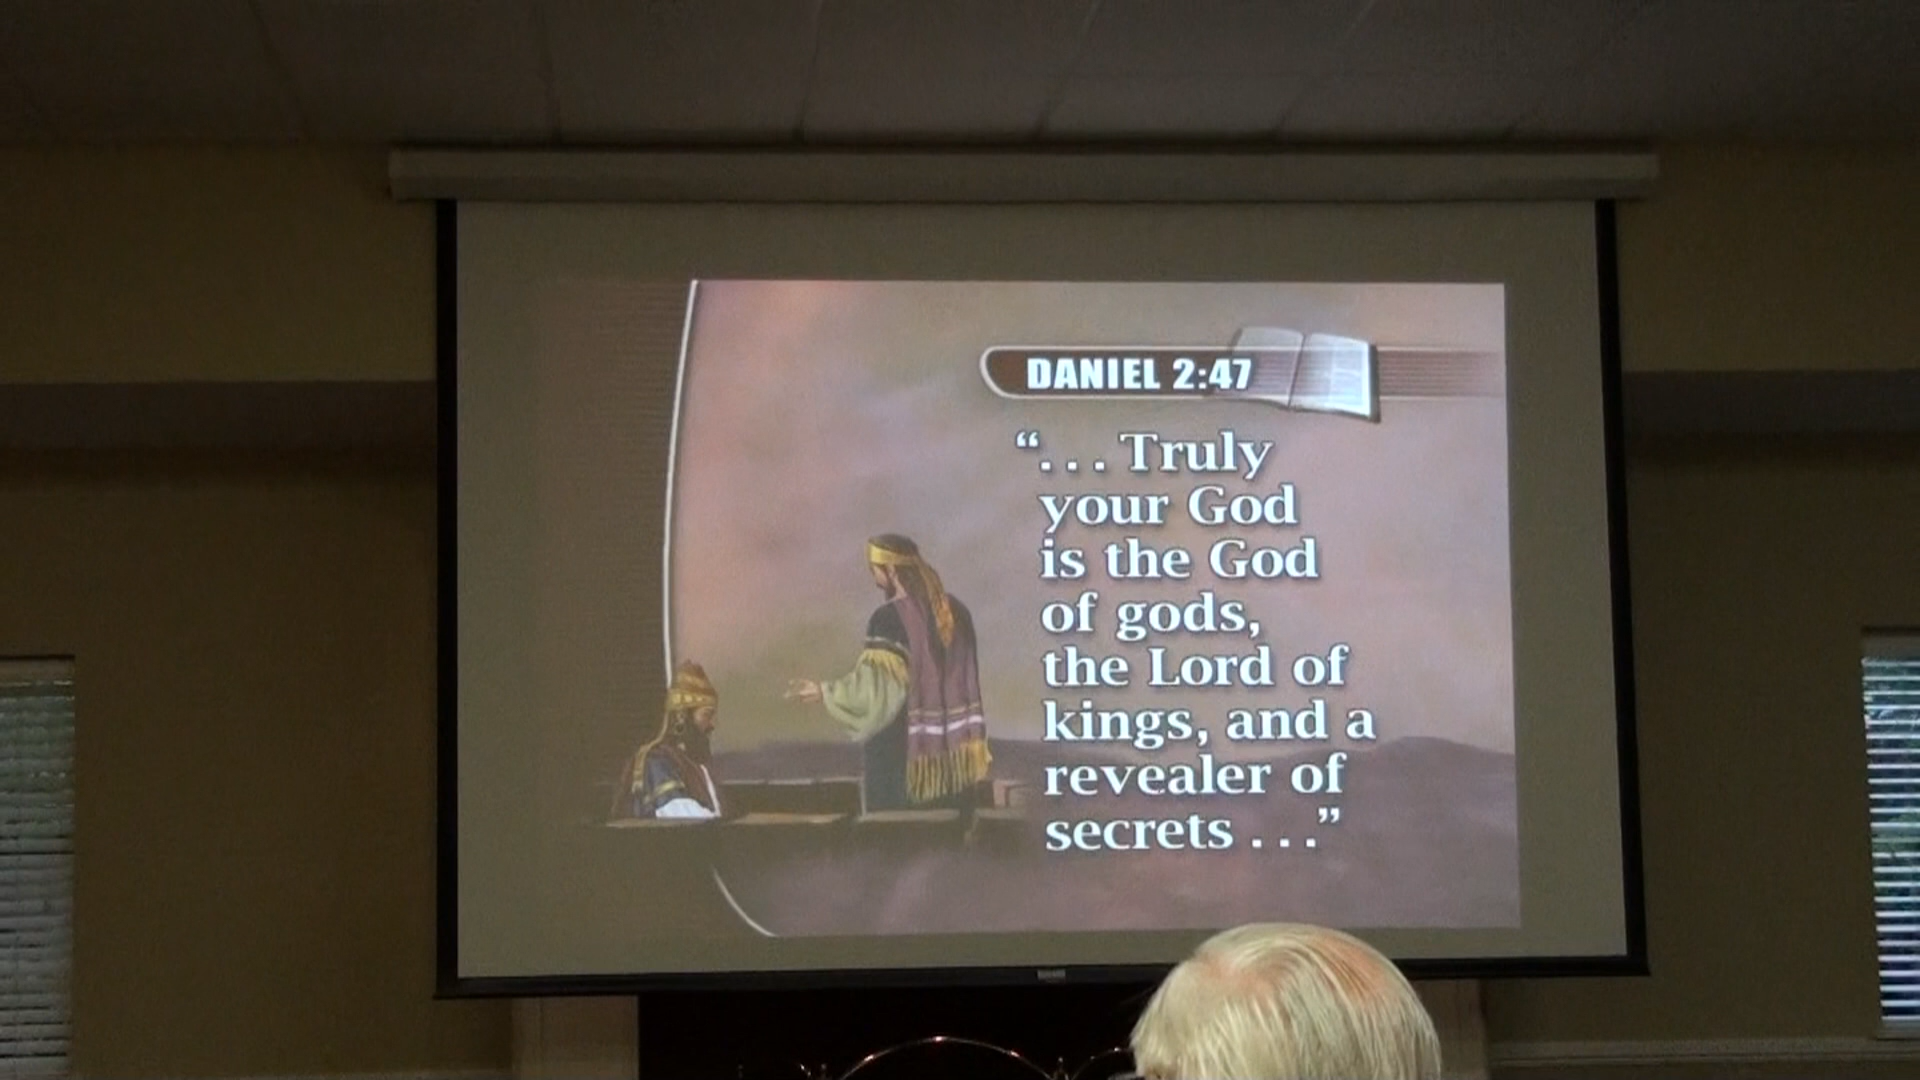 DANIEL 2:47
“. . . Truly
your God
is the God
of gods,
the Lord of
kings, and a
revealer of
secrets . . .”